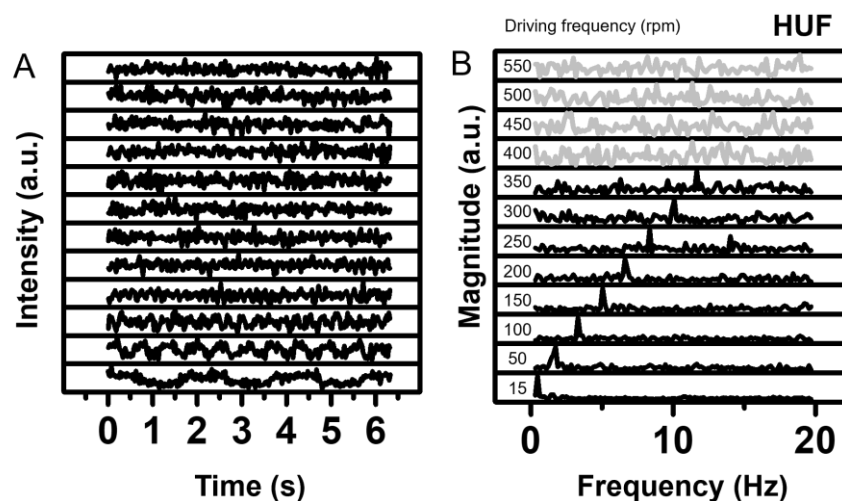 Driving frequency (rpm) HUF
A
B
Intensity (a.u.)
Magnitude (a.u.)
550
500
450
400
350
300
250
200
150
100
50
15
0 1 2 3 4 5 6
0 10 20
Time (s)
Frequency (Hz)